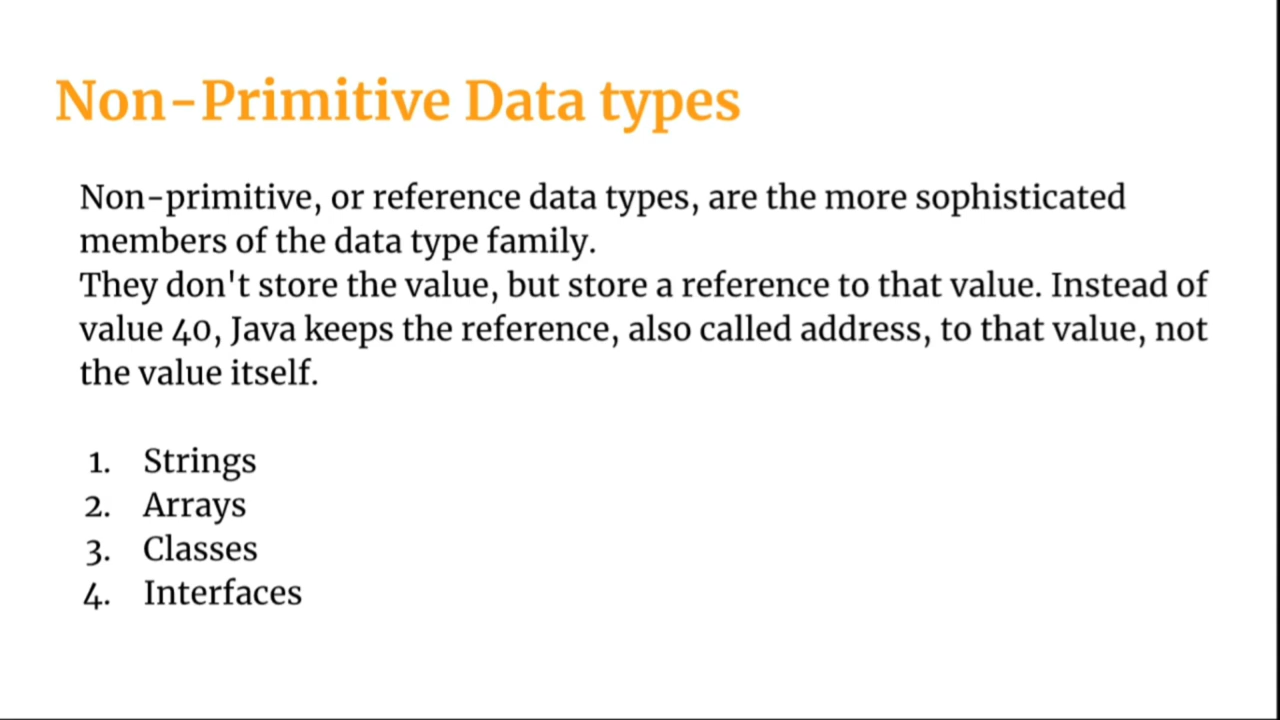 Non-Primitive Data types
Non-primitive, or reference data types, are the more sophisticated
members of the data type family.
They don't store the value, but store a reference to that value. Instead of
value 40, Java keeps the reference, also called address, to that value, not
the value itself.
1. Strings
2. Arrays
3. Classes
4. Interfaces